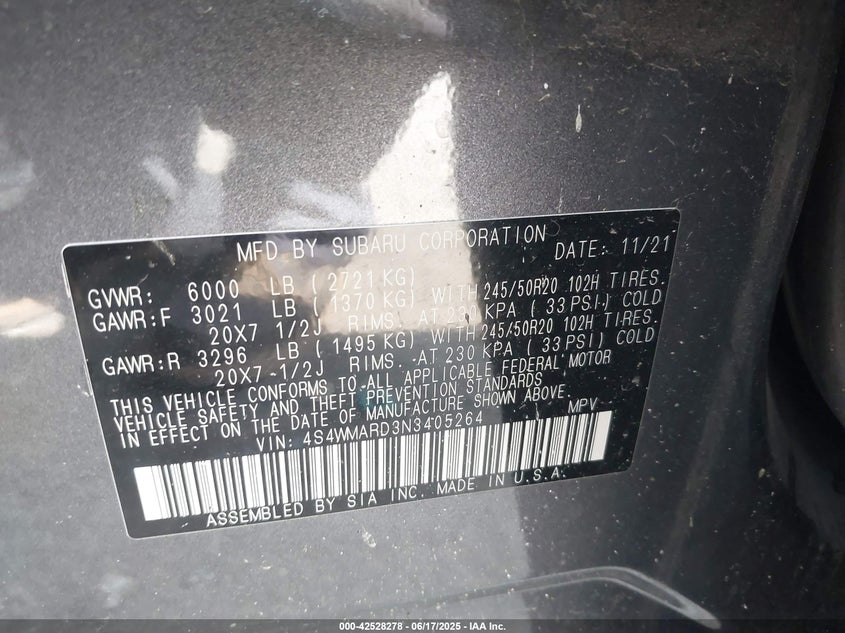 MFD BY SUBARU CORPORATION DATE: 11/21
GVWR: 6000 LB ( 2721 KG)
GAWR:F 3021 LB ( 1370 KG) WITH 245/50R20 102H TIRES.
20X7 1/2J RIMS. AT 230 KPA ( 33 PSI) COLD
GAWR:R 3296 LB ( 1495 KG) WITH 245/50R20 102H TIRES.
20X7-1/2J RIMS. AT 230 KPA ( 33 PSI) COLD
THIS VEHICLE CONFORMS TO ALL APPLICABLE FEDERAL MOTOR
VEHICLE SAFETY AND THEFT PREVENTION STANDARDS
IN EFFECT ON THE DATE OF MANUFACTURE SHOWN ABOVE.
VIN: 4S4WMARD3N3405264 MPV
ASSEMBLED BY SIA INC. MADE IN U.S.A.
000-42528278 - 06/17/2025 - IAA Inc.